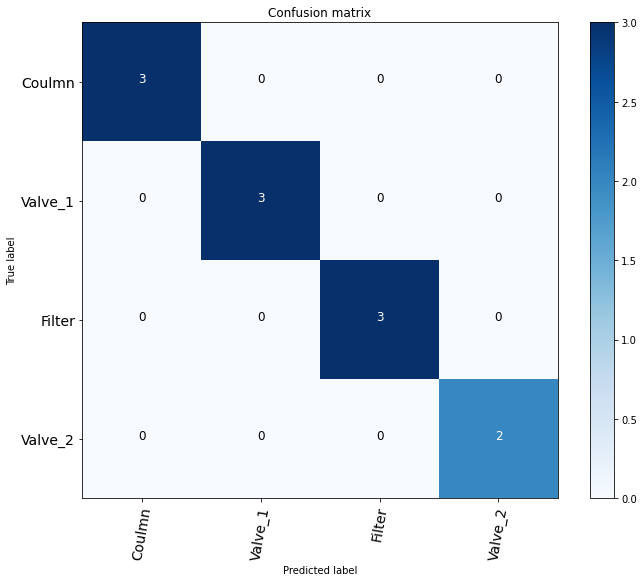 Confusion matrix
Coulmn 3 0 0 0
Valve_1 0 3 0 0
Filter 0 0 3 0
Valve_2 0 0 0 2
Coulmn Valve_1 Filter Valve_2
True label
Predicted label
3.0
2.5
2.0
1.5
1.0
0.5
0.0